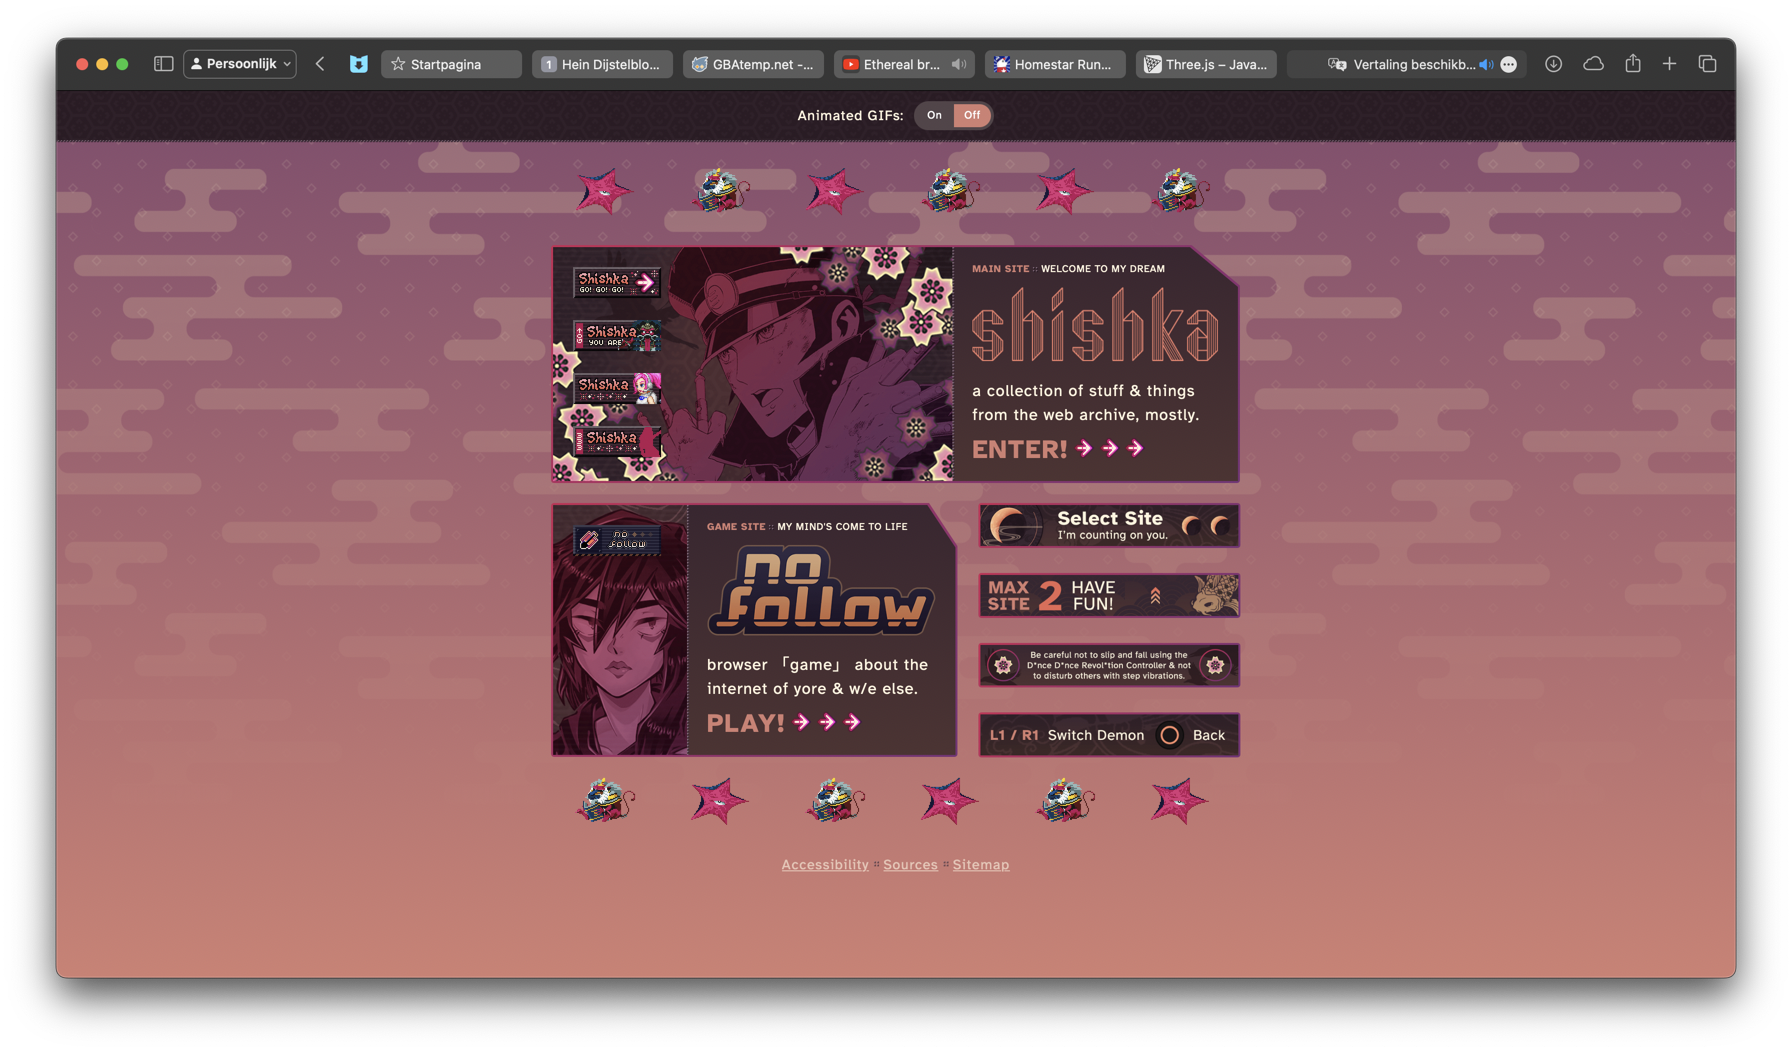 Persoonlijk
Startpagina
1 Hein Dijstelblo...
GBAtemp.net -...
Ethereal br...
Homestar Run...
Three.js – Java...
Vertaling beschikb...
Animated GIFs: On Off
Shishka
GO! GO! GO!
Shishka
YOU ARE
Shishka
Shishka
MAIN SITE :: WELCOME TO MY DREAM
shishka
a collection of stuff & things
from the web archive, mostly.
ENTER!
no
follow
GAME SITE :: MY MIND'S COME TO LIFE
no
follow
browser 「game」 about the
internet of yore & w/e else.
PLAY!
Select Site
I'm counting on you.
MAX SITE 2 HAVE FUN!
Be careful not to slip and fall using the
D*nce D*nce Revol*tion Controller & not
to disturb others with step vibrations.
L1 / R1 Switch Demon Back
Accessibility Sources Sitemap